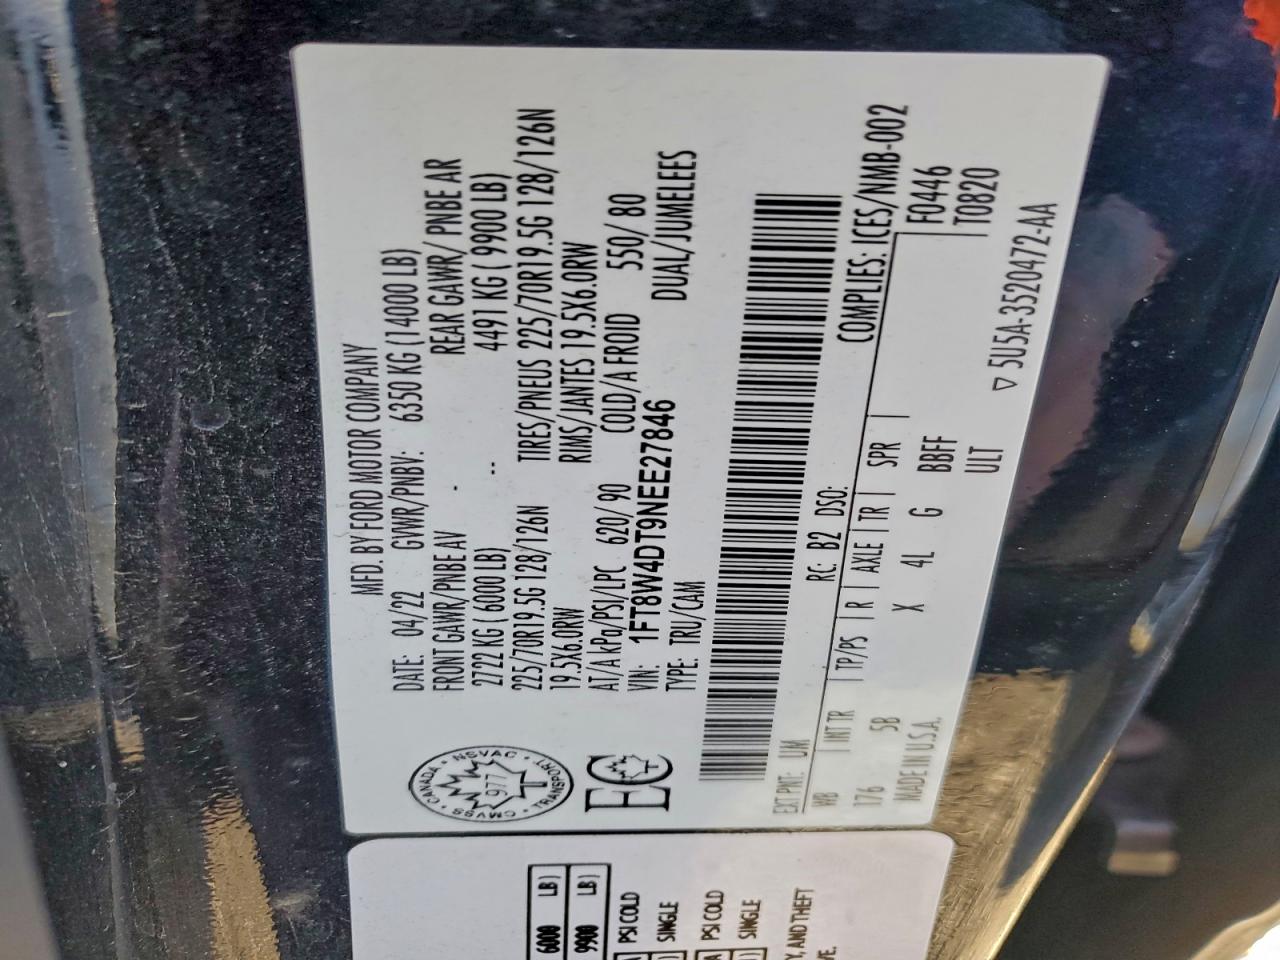 MFD. BY FORD MOTOR COMPANY
DATE: 04/22 GVWR/PNBV: 6350 KG (14000 LB)
FRONT GAWR/PNBE AV REAR GAWR/PNBE AR
2722 KG (6000 LB) 4491 KG (9900 LB)
225/70R19.5G 128/126N TIRES/PNEUS 225/70R19.5G 128/126N
19.5X6.0RW RIMS/JANTES 19.5X6.0RW
AT/A kPa/PSI/LPC 620/90 COLD/A FROID 550/80
VIN: 1FT8W4DT9NEE27846 DUAL/JUMELEES
TYPE: TRU/CAM
CANADA NSVAC TRANSPORT CMVSS
977
T
EC
EXT PNT: UM RC: B2 DSO: COMPLIES: ICES/NMB-002
WB INT TR TP/PS R AXLE TR SPR F0446
176 5B X 4L G BBFF T0820
MADE IN U.S.A. ULT
▽ 5U5A-3520472-AA
6000 LB)
9900 LB)
PSI COLD
SINGLE
PSI COLD
SINGLE
Y, AND THEFT